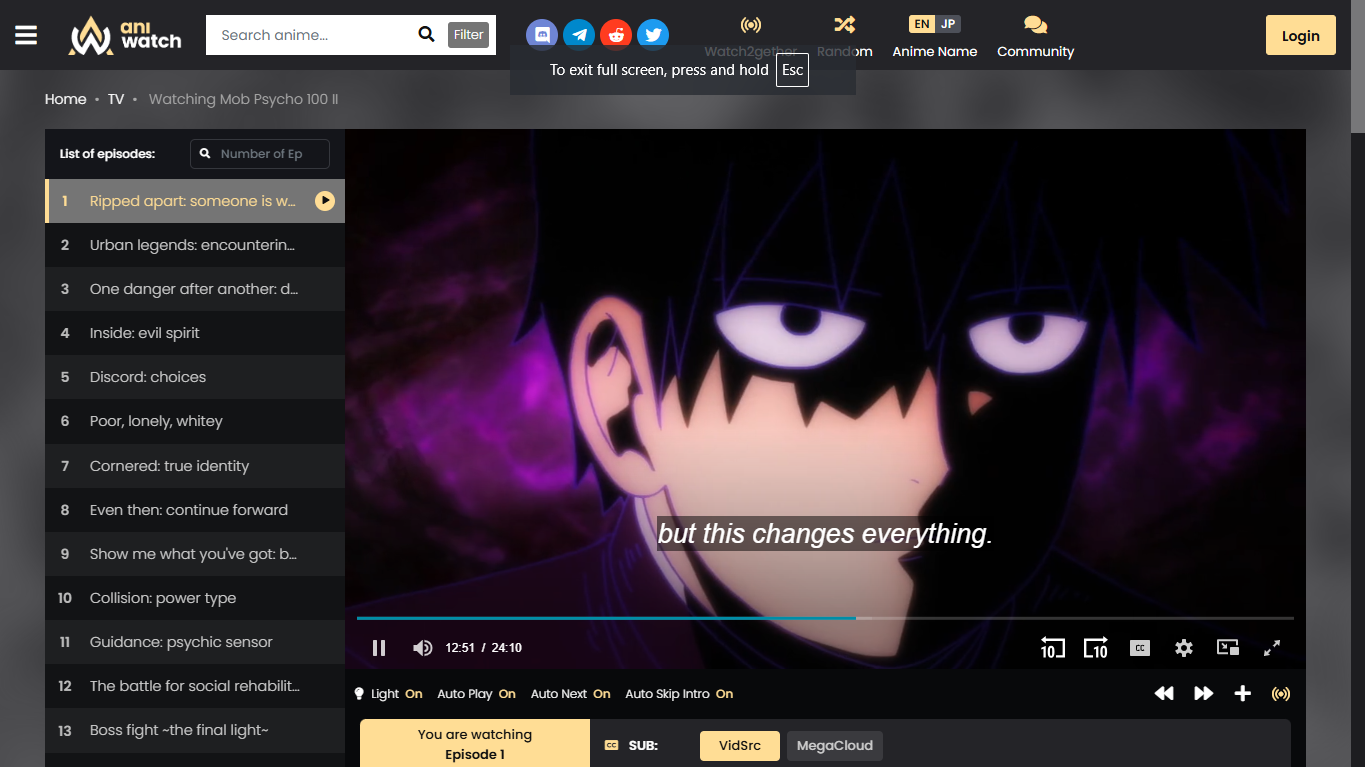 ani
watch
Search anime...
Filter
Watch2gether
Random
EN JP
Anime Name
Community
Login
To exit full screen, press and hold Esc
Home • TV • Watching Mob Psycho 100 II
List of episodes:
Number of Ep
1 Ripped apart: someone is w...
2 Urban legends: encounterin...
3 One danger after another: d...
4 Inside: evil spirit
5 Discord: choices
6 Poor, lonely, whitey
7 Cornered: true identity
8 Even then: continue forward
9 Show me what you've got: b...
10 Collision: power type
11 Guidance: psychic sensor
12 The battle for social rehabilit...
13 Boss fight ~the final light~
but this changes everything.
12:51 / 24:10
10
10
CC
Light On Auto Play On Auto Next On Auto Skip Intro On
You are watching
Episode 1
CC SUB:
VidSrc
MegaCloud